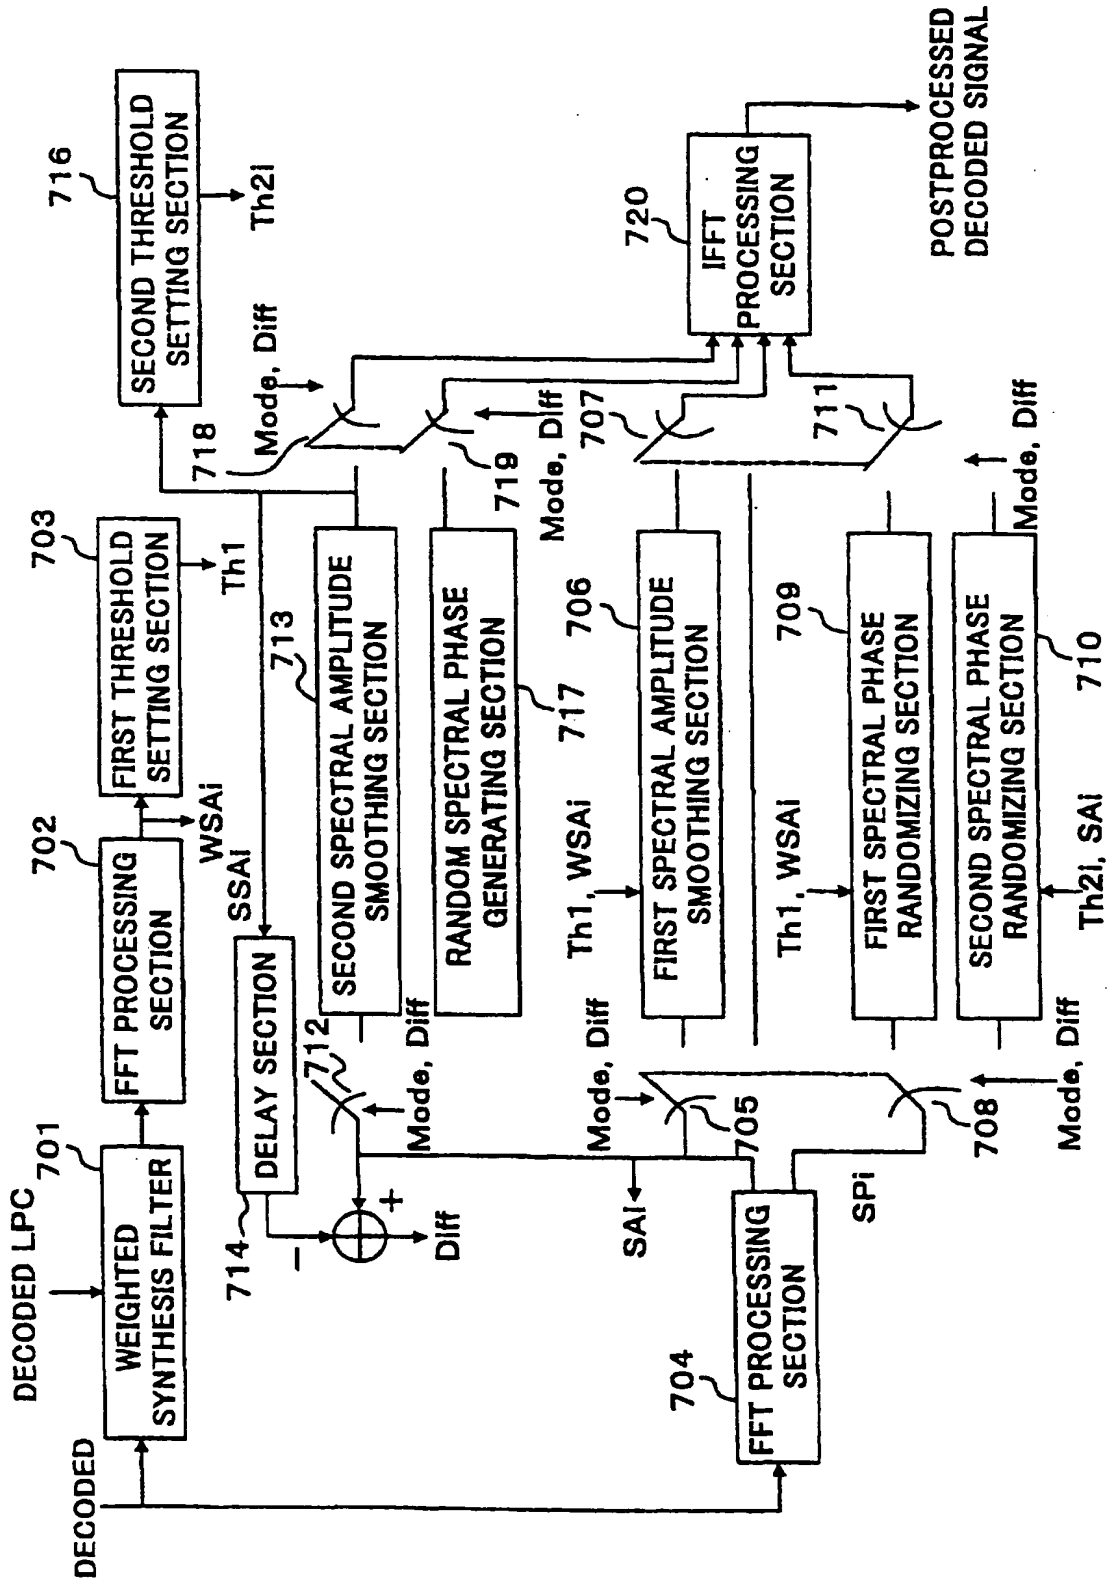 DECODED LPC
DECODED
701
WEIGHTED
SYNTHESIS FILTER
702
FFT PROCESSING
SECTION
WSAi
703
FIRST THRESHOLD
SETTING SECTION
Th1
716
SECOND THRESHOLD
SETTING SECTION
Th2i
SSAi
714
DELAY SECTION
−
+
Diff
712
Mode, Diff
713
SECOND SPECTRAL AMPLITUDE
SMOOTHING SECTION
718
Mode, Diff
RANDOM SPECTRAL PHASE
GENERATING SECTION
717
719
Mode, Diff
SAi
704
FFT PROCESSING
SECTION
SPi
Mode, Diff
705
Th1, WSAi
706
FIRST SPECTRAL AMPLITUDE
SMOOTHING SECTION
707
720
IFFT
PROCESSING
SECTION
708
Mode, Diff
Th1, WSAi
709
FIRST SPECTRAL PHASE
RANDOMIZING SECTION
711
SECOND SPECTRAL PHASE
RANDOMIZING SECTION
710
Th2i, SAi
Mode, Diff
POSTPROCESSED
DECODED SIGNAL